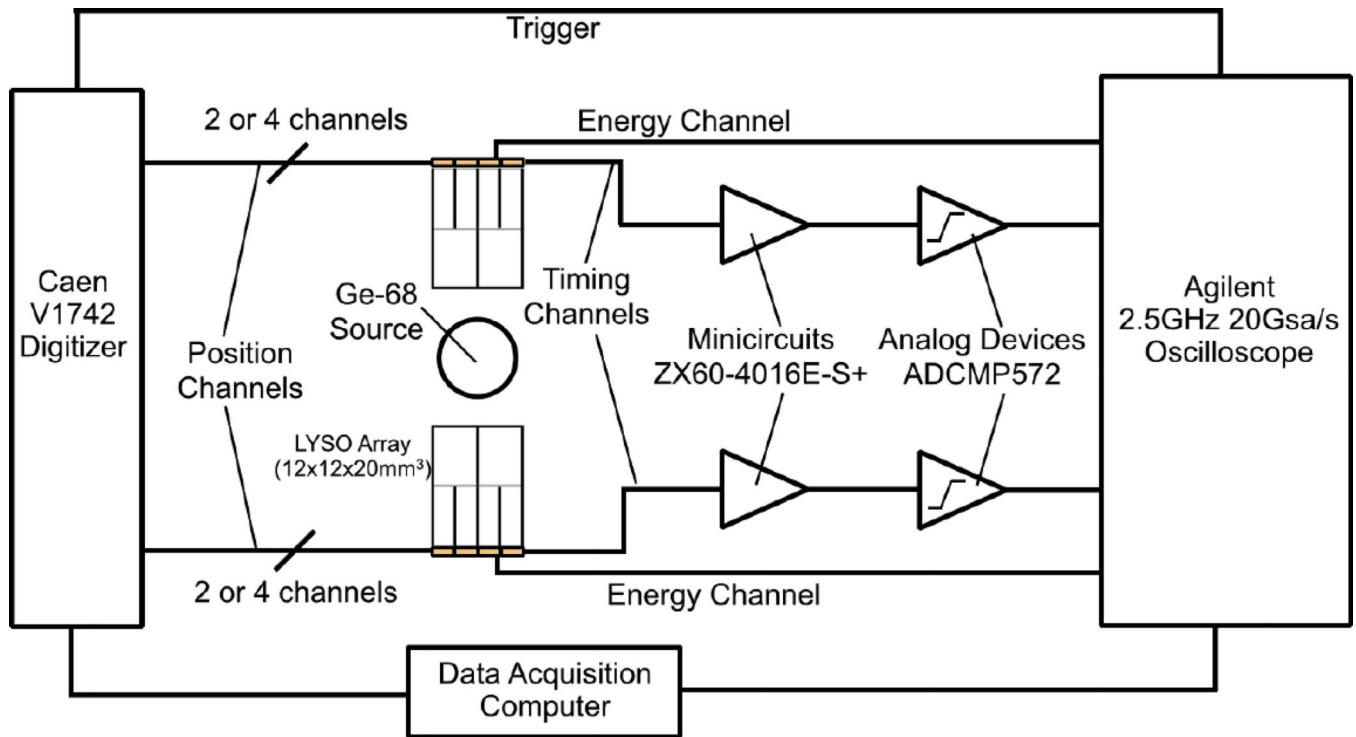 Trigger
2 or 4 channels
Energy Channel
Caen
V1742
Digitizer
Position
Channels
Ge-68
Source
Timing
Channels
Minicircuits
ZX60-4016E-S+
Analog Devices
ADCMP572
Agilent
2.5GHz 20Gsa/s
Oscilloscope
LYSO Array
(12x12x20mm³)
2 or 4 channels
Energy Channel
Data Acquisition
Computer